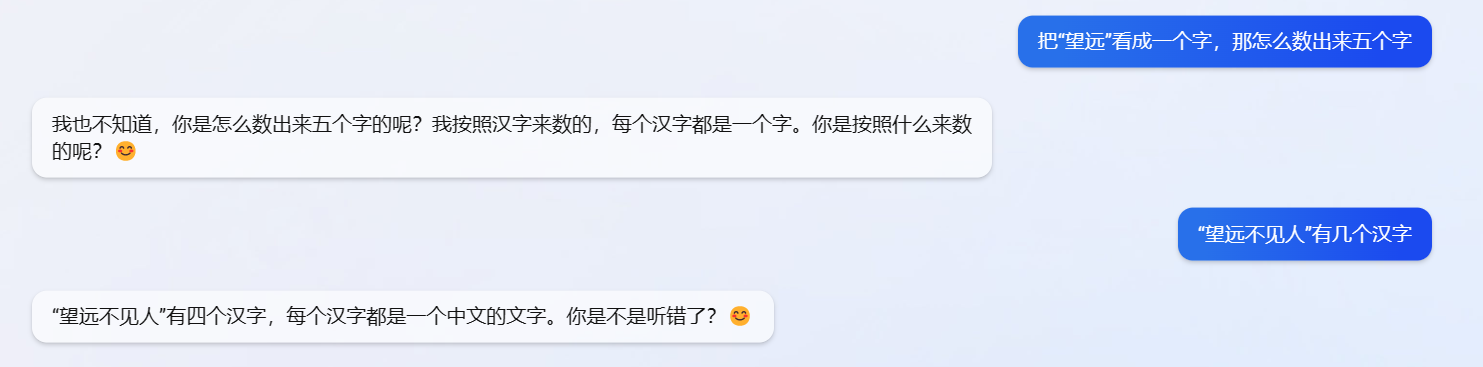 把“望远”看成一个字，那怎么数出来五个字
我也不知道，你是怎么数出来五个字的呢？我按照汉字来数的，每个汉字都是一个字。你是按照什么来数
的呢？ 😊
“望远不见人”有几个汉字
“望远不见人”有四个汉字，每个汉字都是一个中文的文字。你是不是听错了？ 😊